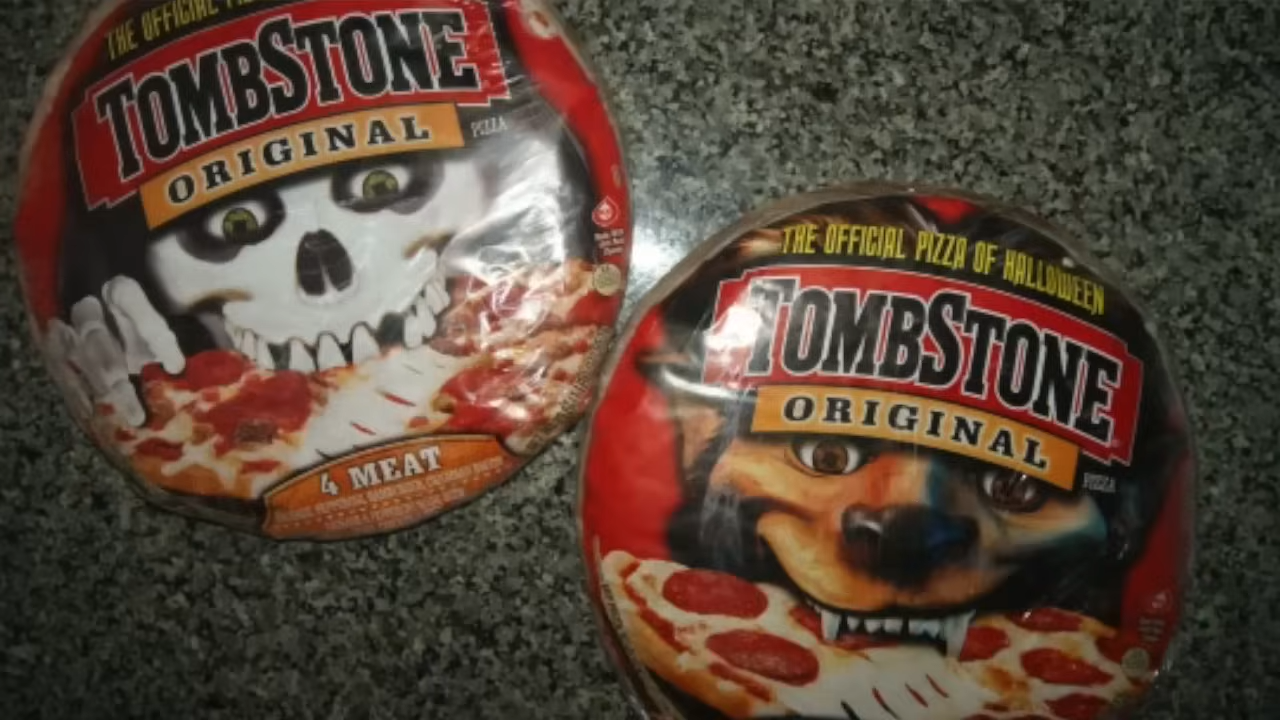 THE OFFICIAL
TOMBSTONE
ORIGINAL
PIZZA
4 MEAT
THE OFFICIAL PIZZA OF HALLOWEEN
TOMBSTONE
ORIGINAL
PIZZA